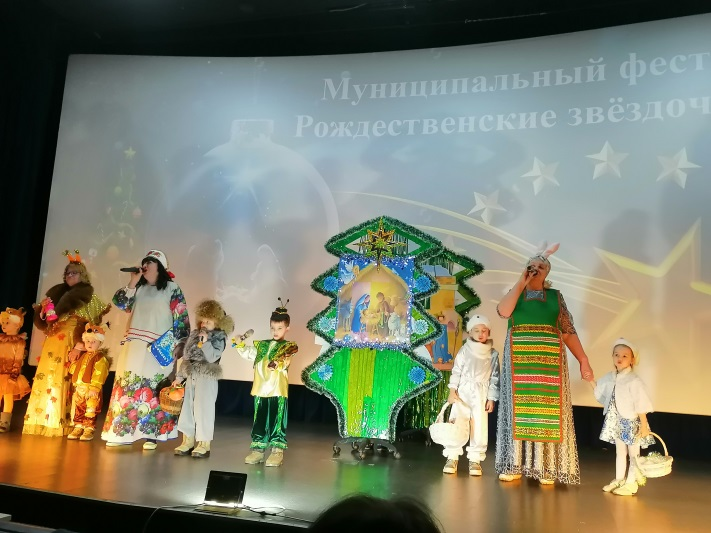 Муниципальный фест
Рождественские звёздоч